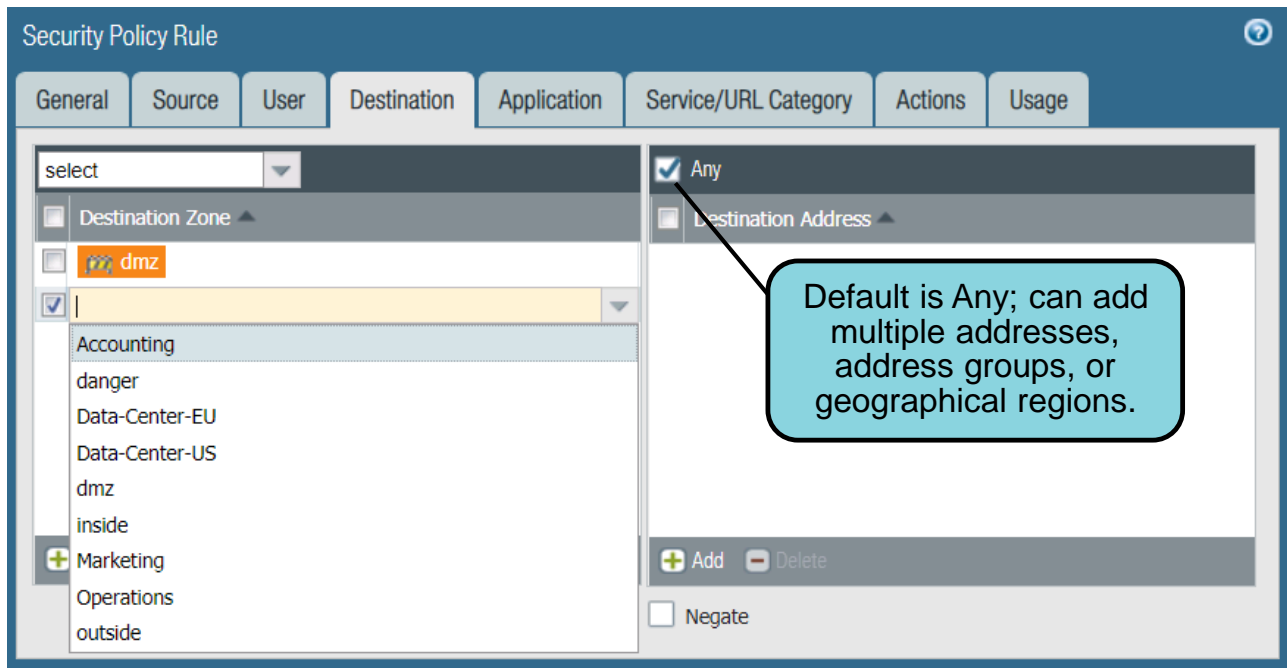 Security Policy Rule
General Source User Destination Application Service/URL Category Actions Usage
select
Any
Destination Zone
Destination Address
dmz
Accounting
danger
Data-Center-EU
Data-Center-US
dmz
inside
Marketing
Operations
outside
Default is Any; can add
multiple addresses,
address groups, or
geographical regions.
Add Delete
Negate